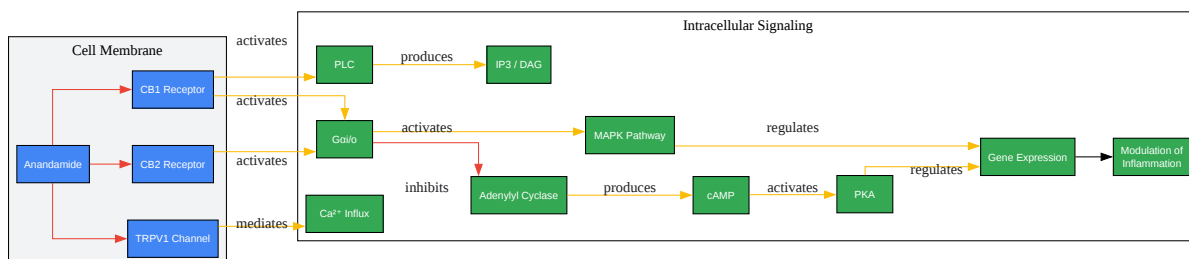 Intracellular Signaling
Cell Membrane
activates
PLC
produces
IP3 / DAG
CB1 Receptor
activates
Gαi/o
activates
MAPK Pathway
regulates
Anandamide
CB2 Receptor
activates
Gene Expression
Modulation of
Inflammation
regulates
inhibits
Adenylyl Cyclase
produces
cAMP
activates
PKA
Ca²⁺ Influx
mediates
TRPV1 Channel